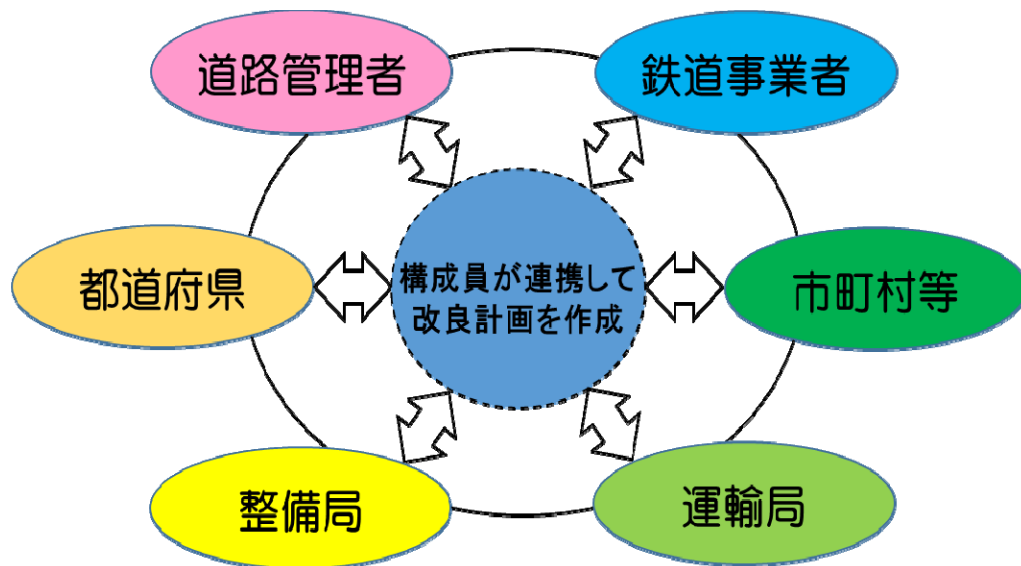 道路管理者
鉄道事業者
都道府県
構成員が連携して
改良計画を作成
市町村等
整備局
運輸局